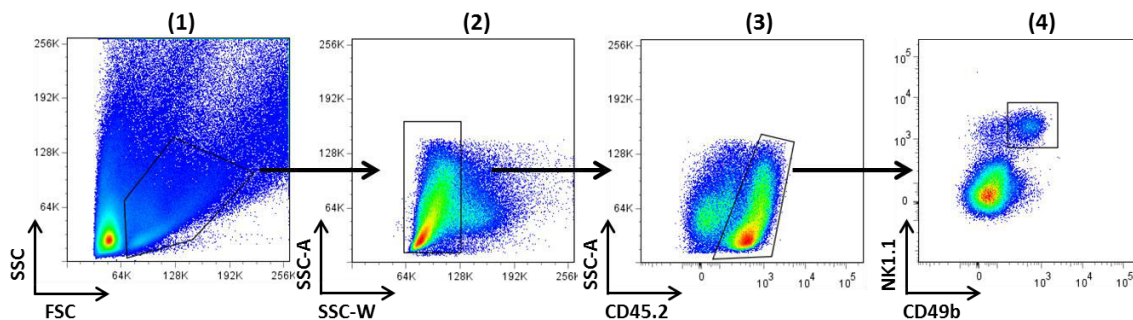 (1) (2) (3) (4)
SSC
256K
192K
128K
64K
64K 128K 192K 256K
FSC
SSC-A
256K
192K
128K
64K
64K 128K 192K 256K
SSC-W
SSC-A
256K
192K
128K
64K
0 10³ 10⁴ 10⁵
CD45.2
NK1.1
10⁵
10⁴
10³
0
0 10³ 10⁴ 10⁵
CD49b